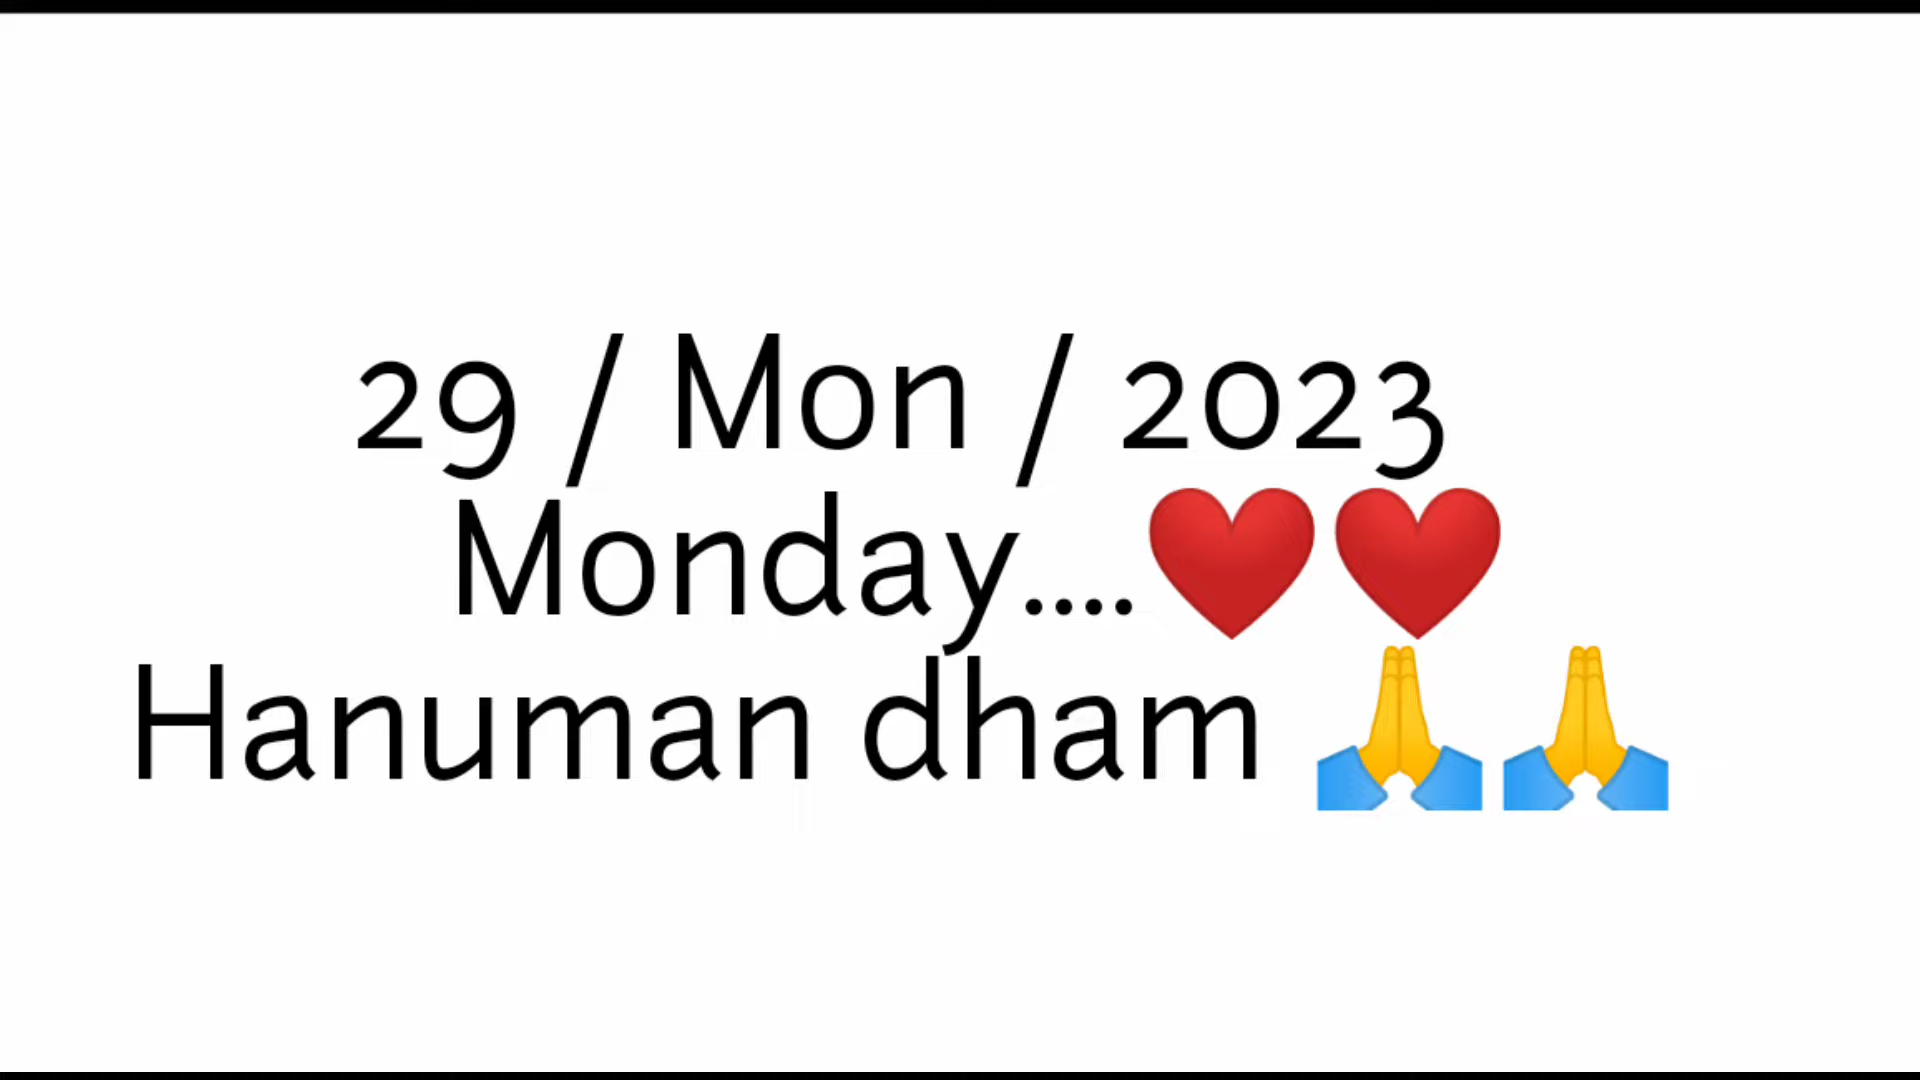 29 / Mon / 2023
Monday....❤️❤️
Hanuman dham 🙏🙏